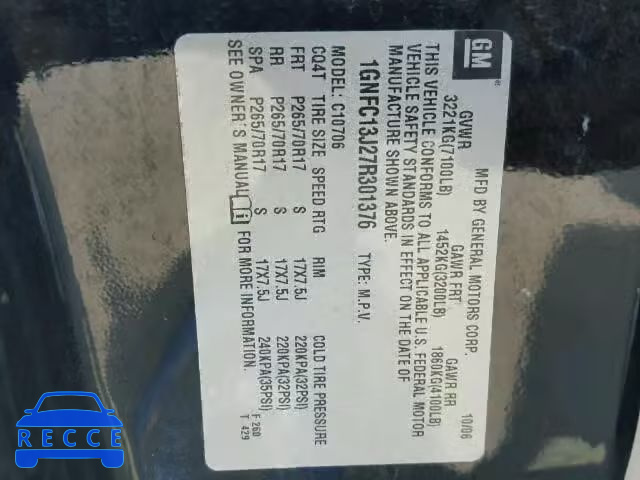 GM
MFD BY GENERAL MOTORS CORP. 10/06
GVWR GAWR FRT GAWR RR
3221KG(7100LB) 1452KG(3200LB) 1860KG(4100LB)
THIS VEHICLE CONFORMS TO ALL APPLICABLE U.S. FEDERAL MOTOR
VEHICLE SAFETY STANDARDS IN EFFECT ON THE DATE OF
MANUFACTURE SHOWN ABOVE.
1GNFC13J27R301376 TYPE: M.P.V.
MODEL: C10706
CQ4T TIRE SIZE SPEED RTG RIM COLD TIRE PRESSURE
FRT P265/70R17 S 17X7.5J 220KPA(32PSI)
RR P265/70R17 S 17X7.5J 220KPA(32PSI)
SPA P265/70R17 S 17X7.5J 240KPA(35PSI)
SEE OWNER'S MANUAL i FOR MORE INFORMATION.
F 260
T 429
RECCE